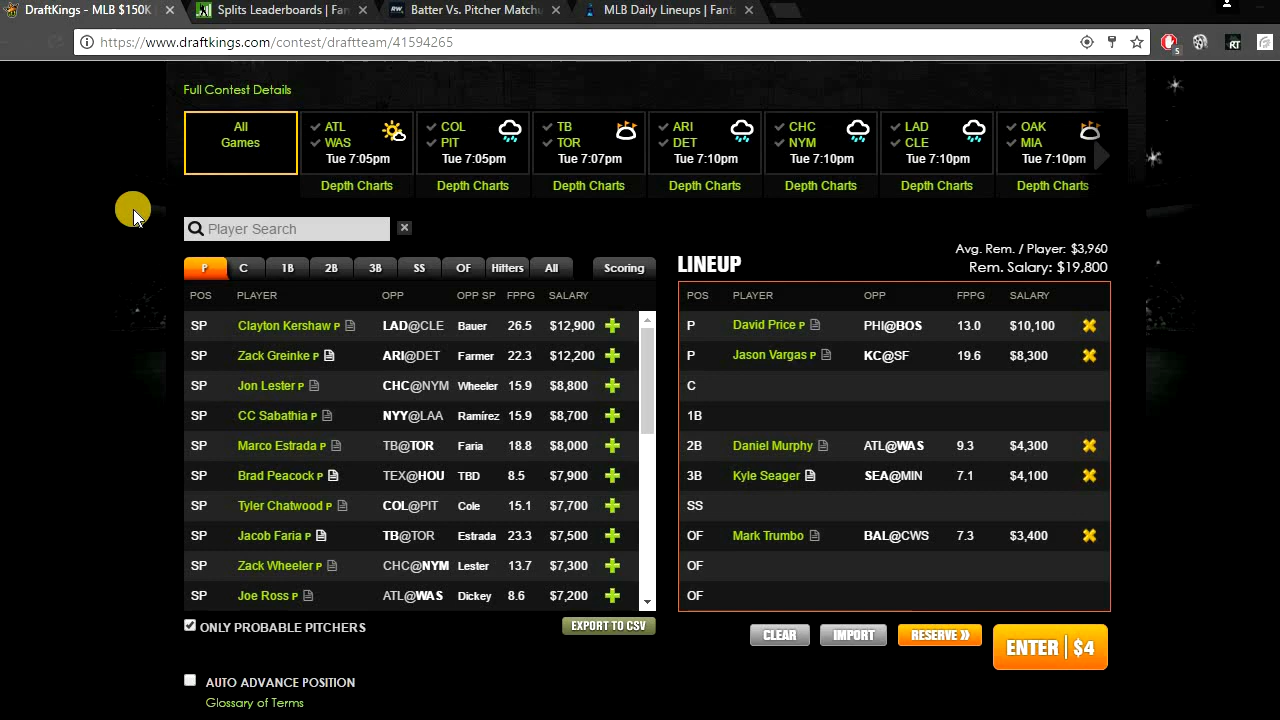 DraftKings - MLB $150K
Splits Leaderboards | Fan
Batter Vs. Pitcher Matchu
MLB Daily Lineups | Fanta
https://www.draftkings.com/contest/draftteam/41594265
Full Contest Details
All Games
ATL WAS Tue 7:05pm
COL PIT Tue 7:05pm
TB TOR Tue 7:07pm
ARI DET Tue 7:10pm
CHC NYM Tue 7:10pm
LAD CLE Tue 7:10pm
OAK MIA Tue 7:10pm
Depth Charts Depth Charts Depth Charts Depth Charts Depth Charts Depth Charts Depth Charts
Player Search
P C 1B 2B 3B SS OF Hitters All Scoring
POS PLAYER OPP OPP SP FPPG SALARY
SP Clayton Kershaw P LAD@CLE Bauer 26.5 $12,900
SP Zack Greinke P ARI@DET Farmer 22.3 $12,200
SP Jon Lester P CHC@NYM Wheeler 15.9 $8,800
SP CC Sabathia P NYY@LAA Ramírez 15.9 $8,700
SP Marco Estrada P TB@TOR Faria 18.8 $8,000
SP Brad Peacock P TEX@HOU TBD 8.5 $7,900
SP Tyler Chatwood P COL@PIT Cole 15.1 $7,700
SP Jacob Faria P TB@TOR Estrada 23.3 $7,500
SP Zack Wheeler P CHC@NYM Lester 13.7 $7,300
SP Joe Ross P ATL@WAS Dickey 8.6 $7,200
ONLY PROBABLE PITCHERS
EXPORT TO CSV
AUTO ADVANCE POSITION
Glossary of Terms
Avg. Rem. / Player: $3,960
LINEUP
Rem. Salary: $19,800
POS PLAYER OPP FPPG SALARY
P David Price P PHI@BOS 13.0 $10,100
P Jason Vargas P KC@SF 19.6 $8,300
C
1B
2B Daniel Murphy ATL@WAS 9.3 $4,300
3B Kyle Seager SEA@MIN 7.1 $4,100
SS
OF Mark Trumbo BAL@CWS 7.3 $3,400
OF
OF
CLEAR IMPORT RESERVE ENTER $4